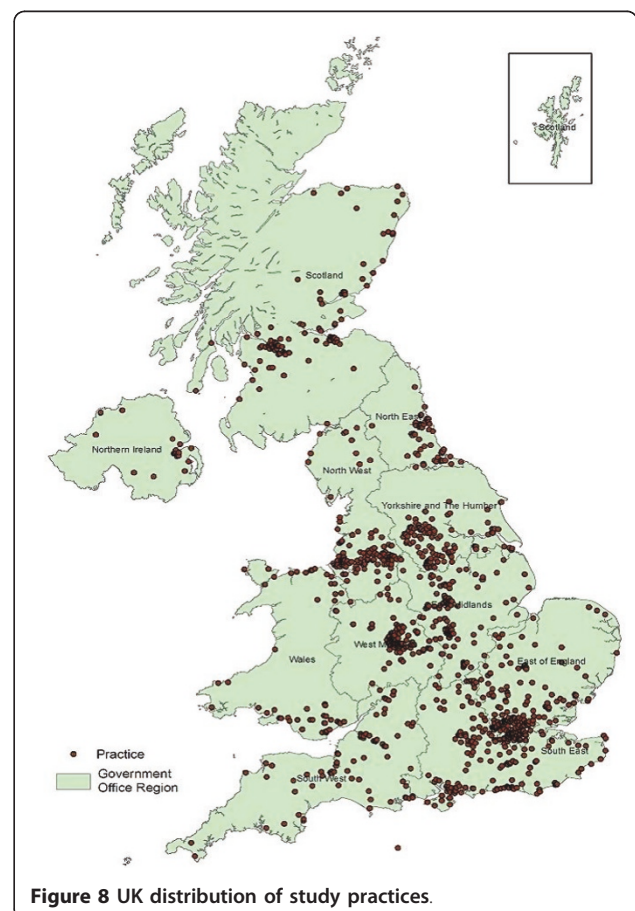 Scotland
Scotland
North East
Northern Ireland
North West
Yorkshire and The Humber
Midlands
West M
East of England
Wales
South East
South West
Practice
Government
Office Region
Figure 8 UK distribution of study practices.